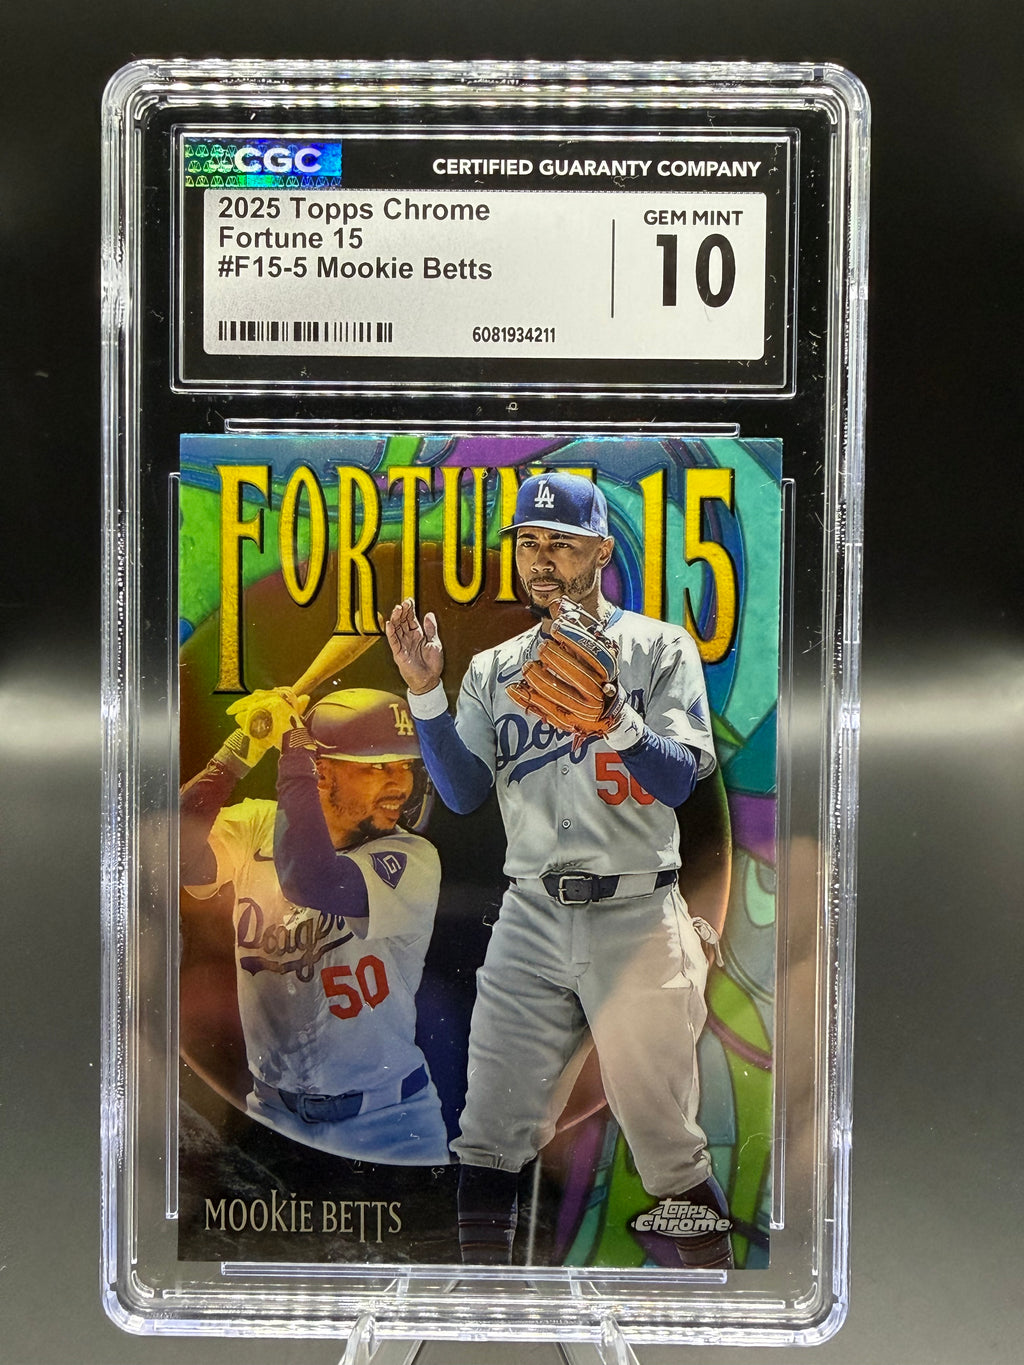 CGC
CERTIFIED GUARANTY COMPANY
2025 Topps Chrome
Fortune 15
#F15-5 Mookie Betts
GEM MINT
10
6081934211
FORTUNE 15
LA
LA
Dodgers
50
Dodgers
50
MOOKIE BETTS
Topps
Chrome